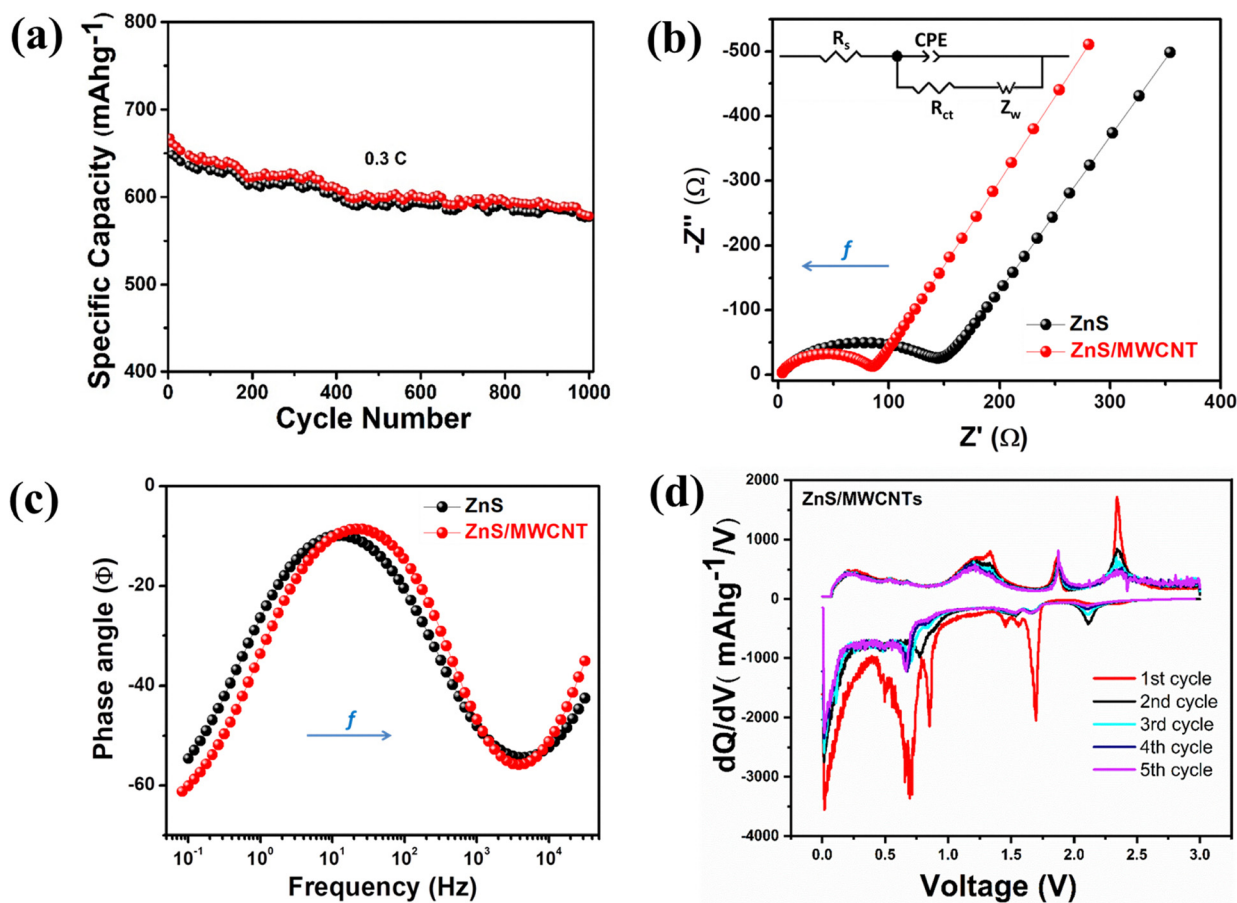 (a)
Specific Capacity (mAhg-1)
800
700
600
500
400
0.3 C
0 200 400 600 800 1000
Cycle Number
(b)
-Z'' (Ω)
-500
-400
-300
-200
-100
0
Rs
CPE
Rct
Zw
f
ZnS
ZnS/MWCNT
0 100 200 300 400
Z' (Ω)
(c)
Phase angle (Φ)
0
-20
-40
-60
ZnS
ZnS/MWCNT
f
10-1 100 101 102 103 104
Frequency (Hz)
(d)
dQ/dV( mAhg-1/V)
2000
1000
0
-1000
-2000
-3000
-4000
ZnS/MWCNTs
1st cycle
2nd cycle
3rd cycle
4th cycle
5th cycle
0.0 0.5 1.0 1.5 2.0 2.5 3.0
Voltage (V)